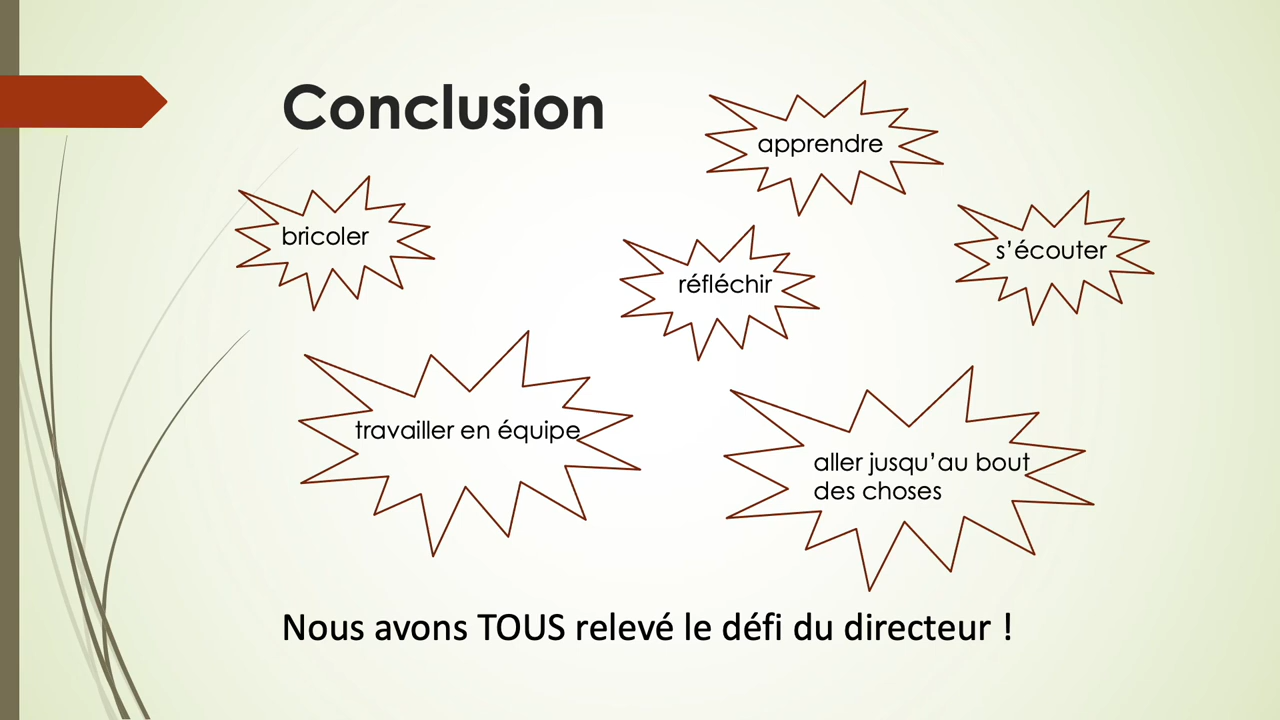 Conclusion
apprendre
bricoler
s’écouter
réfléchir
travailler en équipe
aller jusqu’au bout
des choses
Nous avons TOUS relevé le défi du directeur !